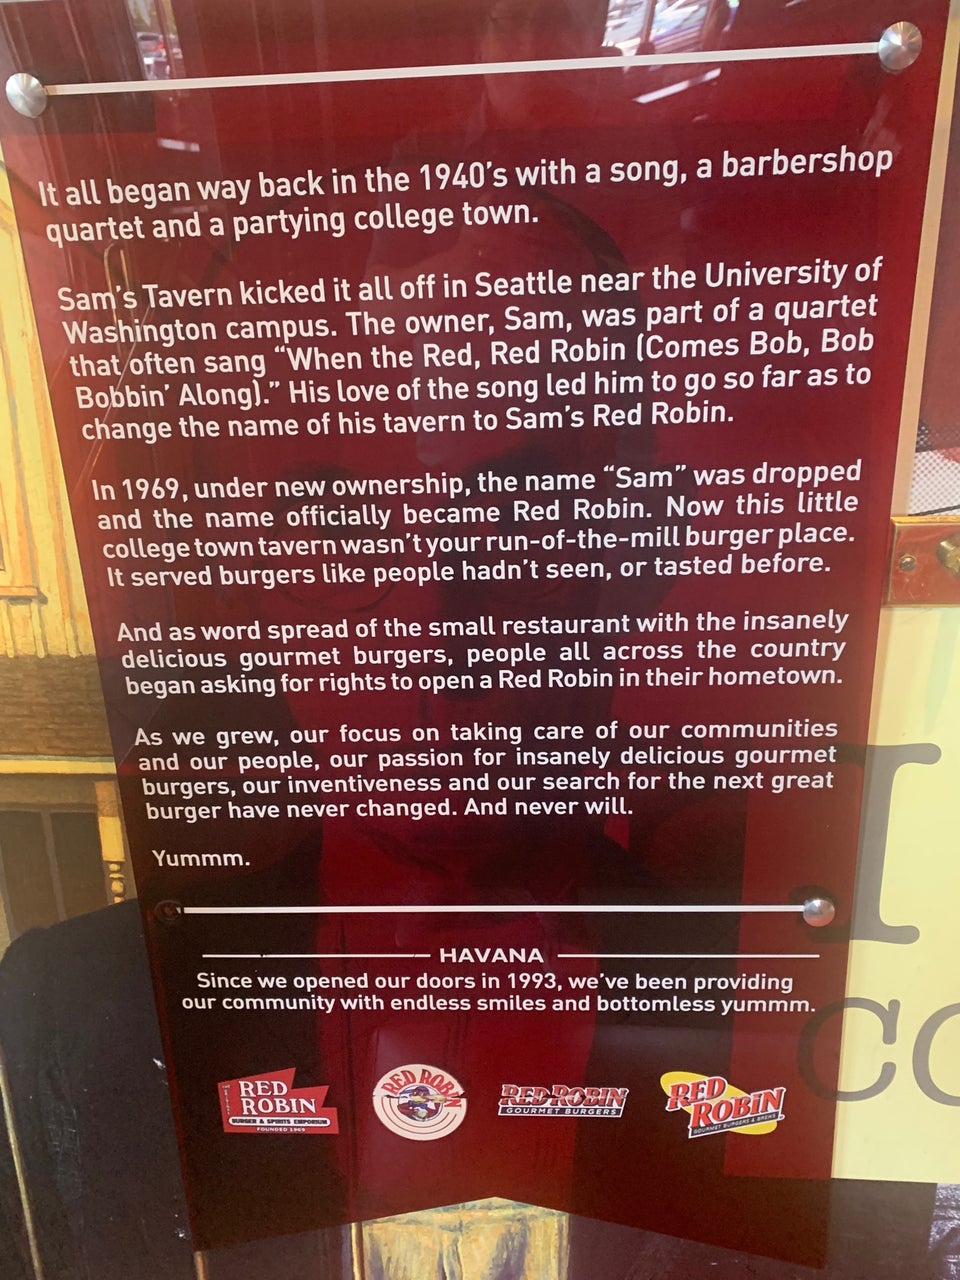 It all began way back in the 1940's with a song, a barbershop
quartet and a partying college town.
Sam's Tavern kicked it all off in Seattle near the University of
Washington campus. The owner, Sam, was part of a quartet
that often sang “When the Red, Red Robin (Comes Bob, Bob
Bobbin' Along).” His love of the song led him to go so far as to
change the name of his tavern to Sam's Red Robin.
In 1969, under new ownership, the name “Sam” was dropped
and the name officially became Red Robin. Now this little
college town tavern wasn't your run-of-the-mill burger place.
It served burgers like people hadn't seen, or tasted before.
And as word spread of the small restaurant with the insanely
delicious gourmet burgers, people all across the country
began asking for rights to open a Red Robin in their hometown.
As we grew, our focus on taking care of our communities
and our people, our passion for insanely delicious gourmet
burgers, our inventiveness and our search for the next great
burger have never changed. And never will.
Yummm.
HAVANA
Since we opened our doors in 1993, we've been providing
our community with endless smiles and bottomless yummm.
RED
ROBIN
BURGER & SPIRITS EMPORIUM
FOUNDED 1969
RED ROBIN
RED ROBIN
GOURMET BURGERS
RED
ROBIN
GOURMET BURGERS & BREWS
I
CO